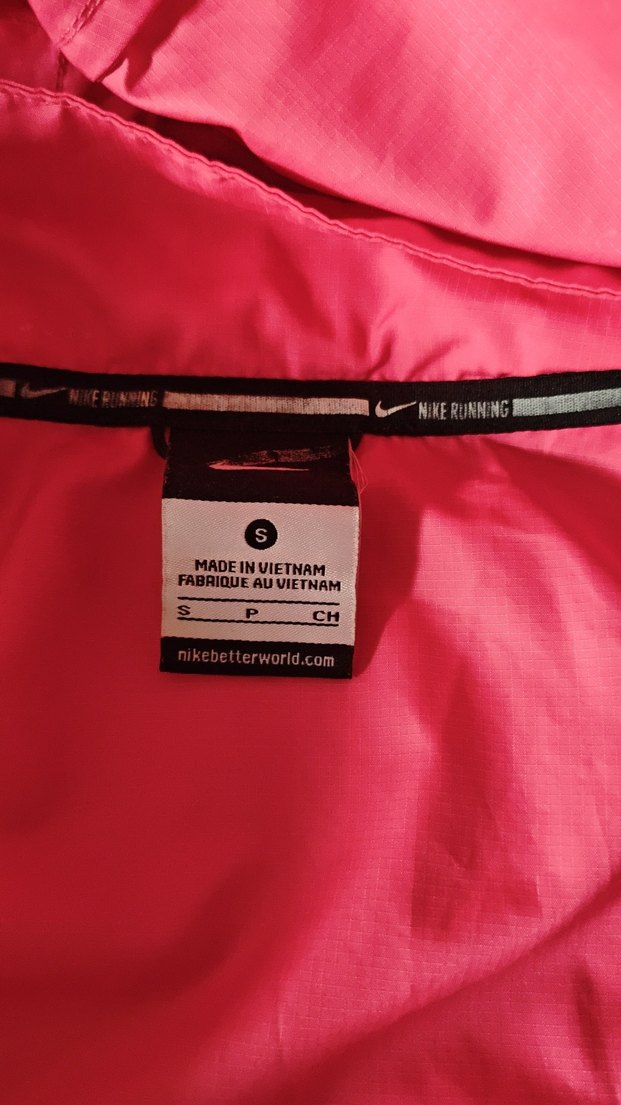 NIKE RUNNING NIKE RUNNING
S
MADE IN VIETNAM
FABRIQUE AU VIETNAM
S P CH
nikebetterworld.com